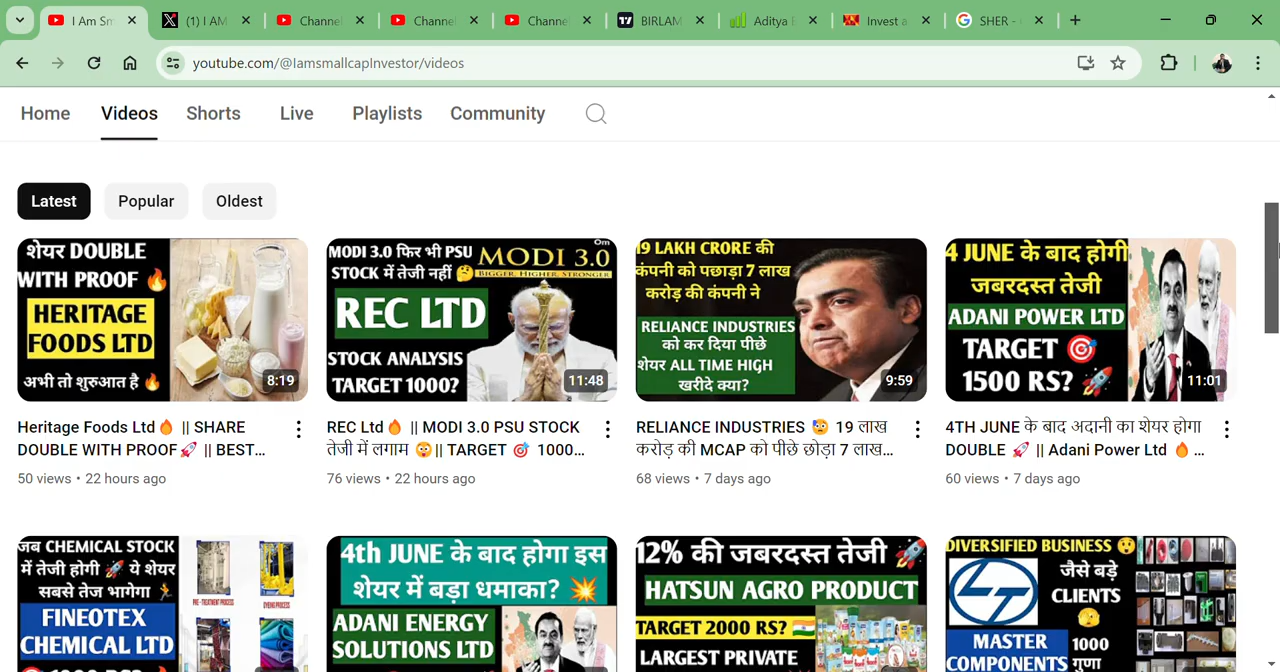 I Am Sm
(1) I AM
Channel
Channel
Channe
BIRLAM
Aditya
Invest a
SHER -
youtube.com/@IamsmallcapInvestor/videos
Home
Videos
Shorts
Live
Playlists
Community
Latest
Popular
Oldest
शेयर DOUBLE
WITH PROOF 🔥
HERITAGE
FOODS LTD
अभी तो शुरुआत है 🔥
8:19
Heritage Foods Ltd🔥 || SHARE
DOUBLE WITH PROOF🚀 || BEST...
50 views • 22 hours ago
MODI 3.0 फिर भी PSU
STOCK में तेजी नहीं 🤔
Om
MODI 3.0
BIGGER, HIGHER, STRONGER
REC LTD
STOCK ANALYSIS
TARGET 1000?
11:48
REC Ltd🔥 || MODI 3.0 PSU STOCK
तेजी में लगाम 😱|| TARGET 🎯 1000...
76 views • 22 hours ago
19 LAKH CRORE की
कंपनी को पछाड़ा 7 लाख
करोड़ की कंपनी ने
RELIANCE INDUSTRIES
को कर दिया पीछे
शेयर ALL TIME HIGH
खरीदे क्या?
9:59
RELIANCE INDUSTRIES 😳 19 लाख
करोड़ की MCAP को पीछे छोड़ा 7 लाख...
68 views • 7 days ago
4 JUNE के बाद होगी
जबरदस्त तेजी
ADANI POWER LTD
TARGET 🎯
1500 RS? 🚀
11:01
4TH JUNE के बाद अदानी का शेयर होगा
DOUBLE 🚀 || Adani Power Ltd 🔥 ...
60 views • 7 days ago
जब CHEMICAL STOCK
में तेजी होगी 🚀 ये शेयर
सबसे तेज भागेगा 🏃
FINEOTEX
CHEMICAL LTD
PRE - TREATMENT PROCESS
DYEING PROCESS
4th JUNE के बाद होगा इस
शेयर में बड़ा धमाका? 💥
ADANI ENERGY
SOLUTIONS LTD
12% की जबरदस्त तेजी 🚀
HATSUN AGRO PRODUCT
TARGET 2000 RS? 🇮🇳
LARGEST PRIVATE
DIVERSIFIED BUSINESS 😲
जैसे बड़े
CLIENTS
🫣
MASTER
COMPONENTS
1000
गुणा